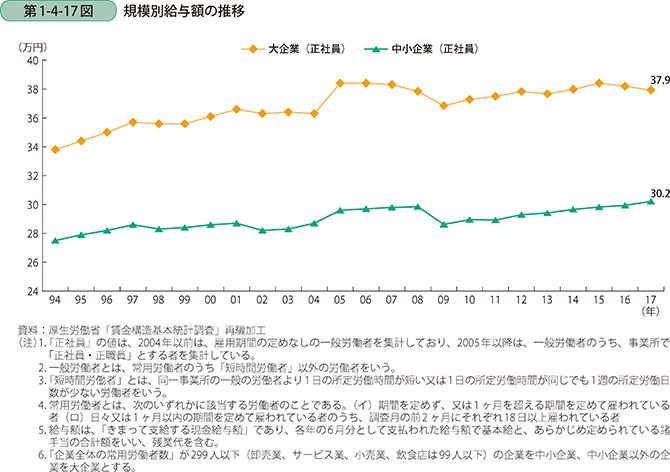 第1-4-17図 規模別給与額の推移
(万円)
大企業（正社員） 中小企業（正社員）
40
38
36
34
32
30
28
26
24
37.9
30.2
94 95 96 97 98 99 00 01 02 03 04 05 06 07 08 09 10 11 12 13 14 15 16 17
(年)
資料：厚生労働省「賃金構造基本統計調査」再編加工
(注) 1.「正社員」の値は、2004年以前は、雇用期間の定めなしの一般労働者を集計しており、2005年以降は、一般労働者のうち、事業所で
「正社員・正職員」とする者を集計している。
2. 一般労働者とは、常用労働者のうち「短時間労働者」以外の労働者をいう。
3.「短時間労働者」とは、同一事業所の一般の労働者より1日の所定労働時間が短い又は1日の所定労働時間が同じでも1週の所定労働日
数が少ない労働者をいう。
4. 常用労働者とは、次のいずれかに該当する労働者のことである。（イ）期間を定めず、又は1ヶ月を超える期間を定めて雇われている
者（ロ）日々又は1ヶ月以内の期間を定めて雇われている者のうち、調査月の前2ヶ月にそれぞれ18日以上雇われている者
5. 給与額は、「きまって支給する現金給与額」であり、各年の6月分として支払われた給与額で基本給と、あらかじめ定められている諸
手当の合計額をいい、残業代を含む。
6.「企業全体の常用労働者数」が299人以下（卸売業、サービス業、小売業、飲食店は99人以下）の企業を中小企業、中小企業以外の企
業を大企業とする。